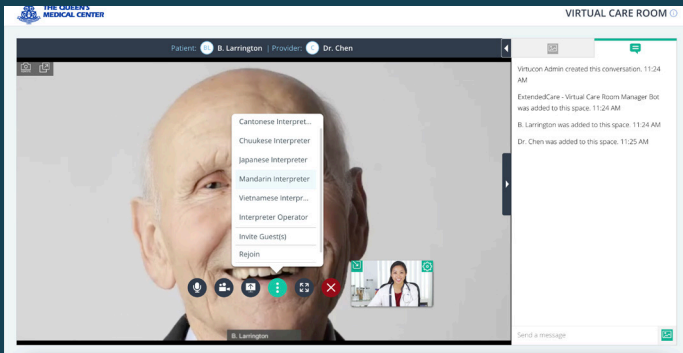 THE QUEEN'S
MEDICAL CENTER
VIRTUAL CARE ROOM
Patient: BL B. Larrington | Provider: C Dr. Chen
Cantonese Interpret...
Chuukese Interpreter
Japanese Interpreter
Mandarin Interpreter
Vietnamese Interpr...
Interpreter Operator
Invite Guest(s)
Rejoin
B. Larrington
Virtucon Admin created this conversation. 11:24
AM
ExtendedCare - Virtual Care Room Manager Bot
was added to this space. 11:24 AM
B. Larrington was added to this space. 11:24 AM
Dr. Chen was added to this space. 11:25 AM
Send a message